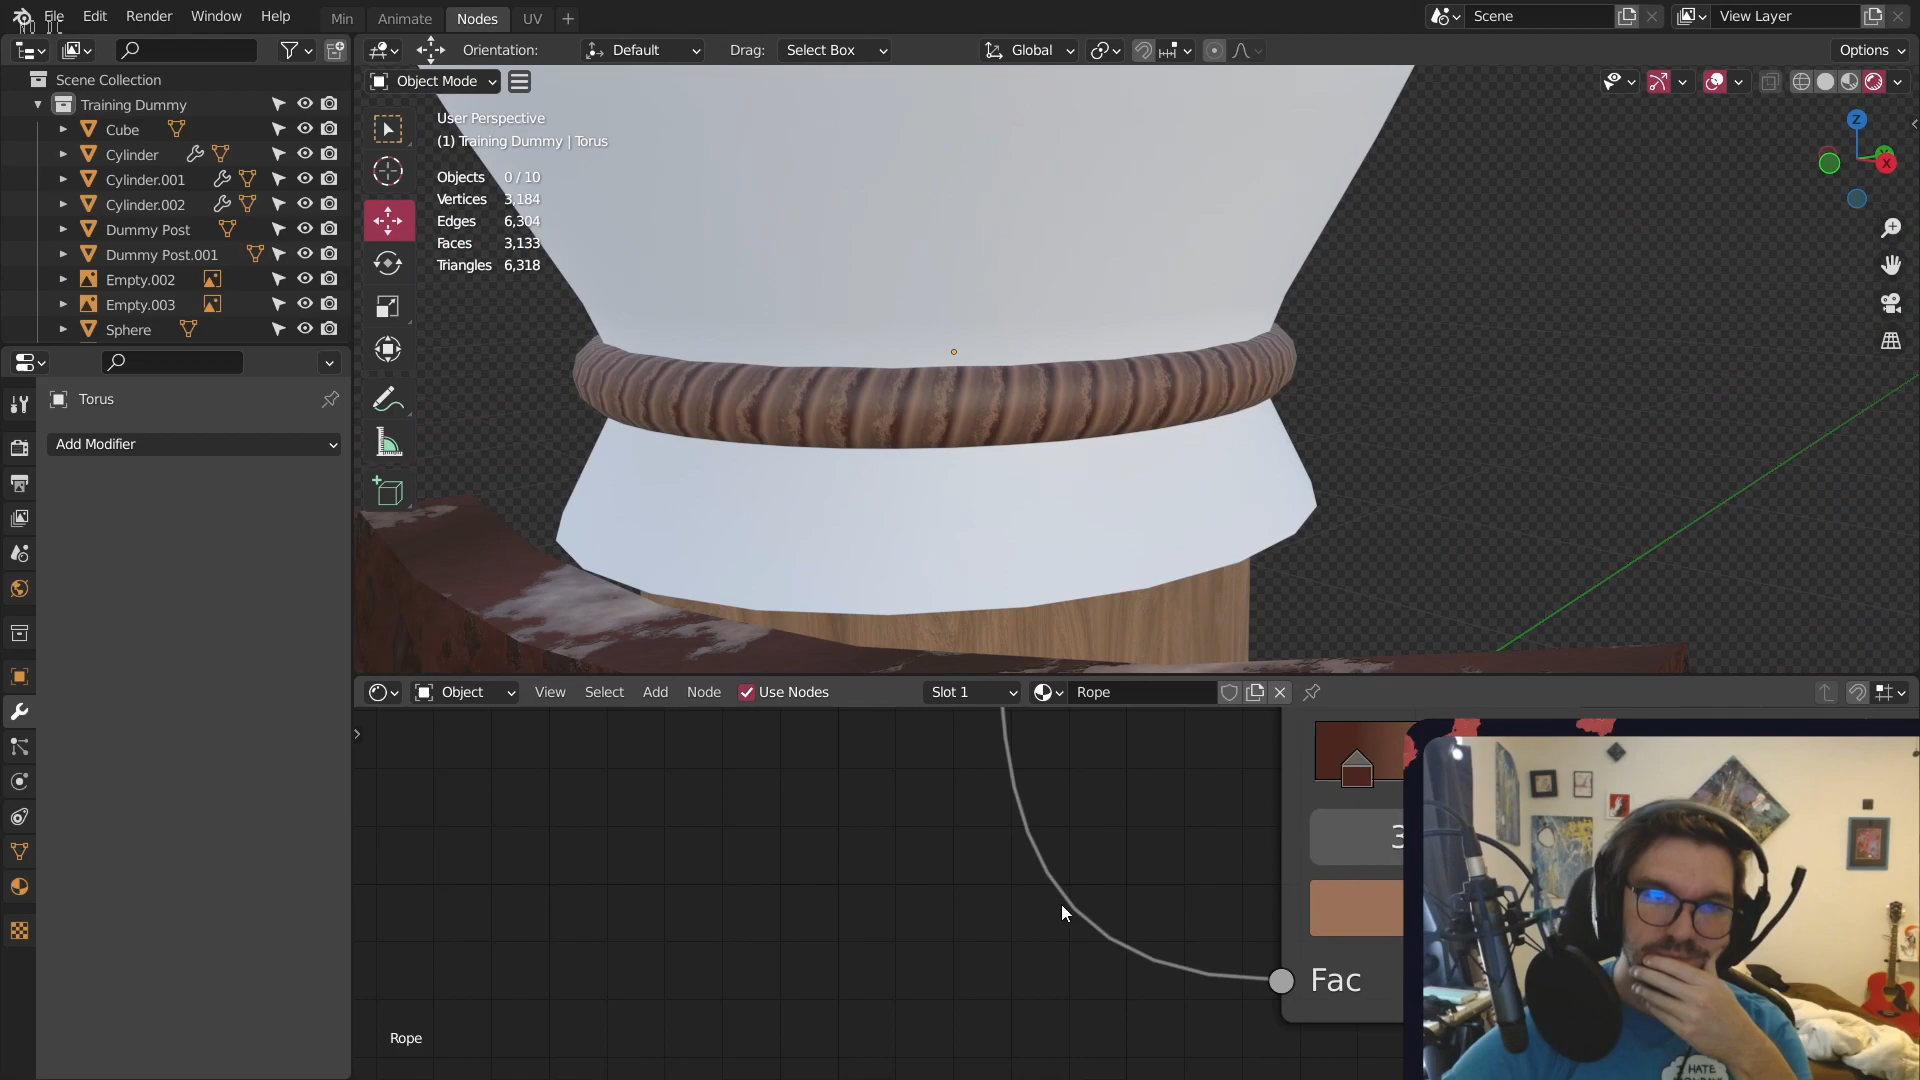 File Edit Render Window Help
Min Animate Nodes UV
Scene
View Layer
Orientation: Default Drag: Select Box Global Options
Scene Collection
Object Mode
Training Dummy
User Perspective
(1) Training Dummy | Torus
Cube
Cylinder
Cylinder.001
Cylinder.002
Dummy Post
Dummy Post.001
Empty.002
Empty.003
Sphere
Objects 0 / 10
Vertices 3,184
Edges 6,304
Faces 3,133
Triangles 6,318
Z
X
Torus
Add Modifier
Object View Select Add Node Use Nodes Slot 1 Rope
3
Fac
Rope
I HATE